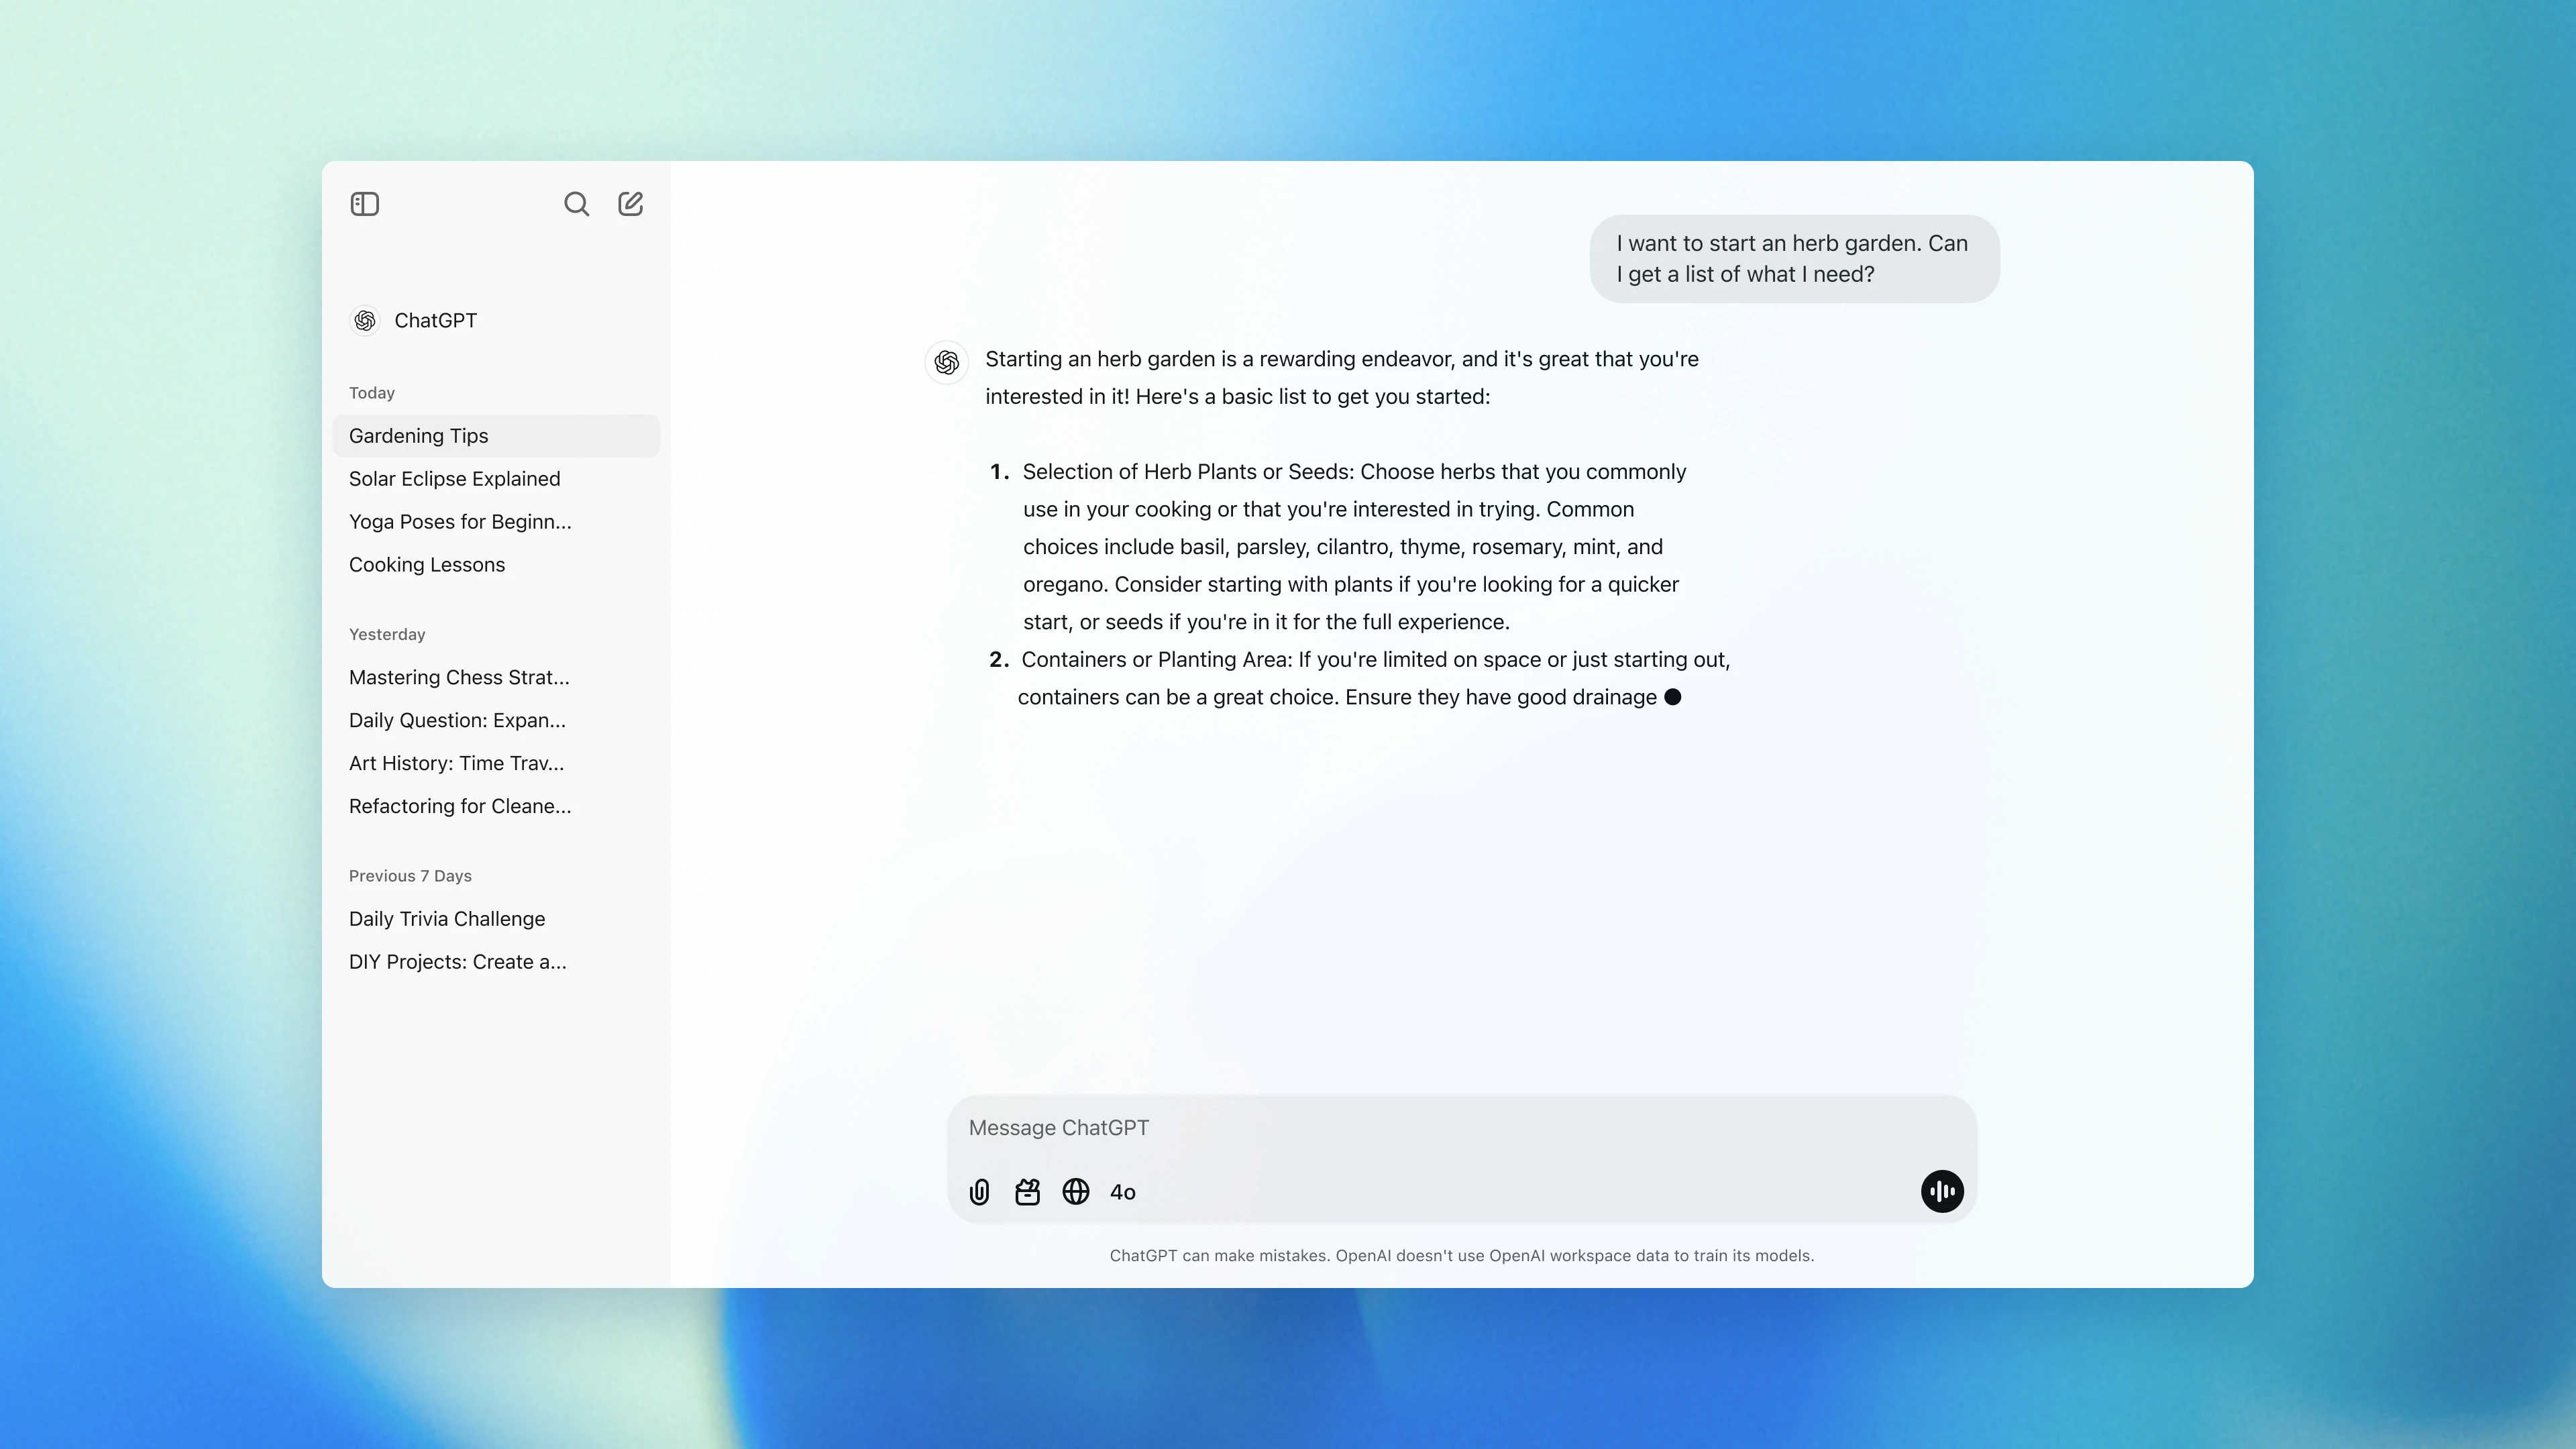 ChatGPT
Today
Gardening Tips
Solar Eclipse Explained
Yoga Poses for Beginn...
Cooking Lessons
Yesterday
Mastering Chess Strat...
Daily Question: Expan...
Art History: Time Trav...
Refactoring for Cleane...
Previous 7 Days
Daily Trivia Challenge
DIY Projects: Create a...
I want to start an herb garden. Can
I get a list of what I need?
Starting an herb garden is a rewarding endeavor, and it's great that you're
interested in it! Here's a basic list to get you started:
1. Selection of Herb Plants or Seeds: Choose herbs that you commonly
use in your cooking or that you're interested in trying. Common
choices include basil, parsley, cilantro, thyme, rosemary, mint, and
oregano. Consider starting with plants if you're looking for a quicker
start, or seeds if you're in it for the full experience.
2. Containers or Planting Area: If you're limited on space or just starting out,
containers can be a great choice. Ensure they have good drainage
Message ChatGPT
4o
ChatGPT can make mistakes. OpenAI doesn't use OpenAI workspace data to train its models.